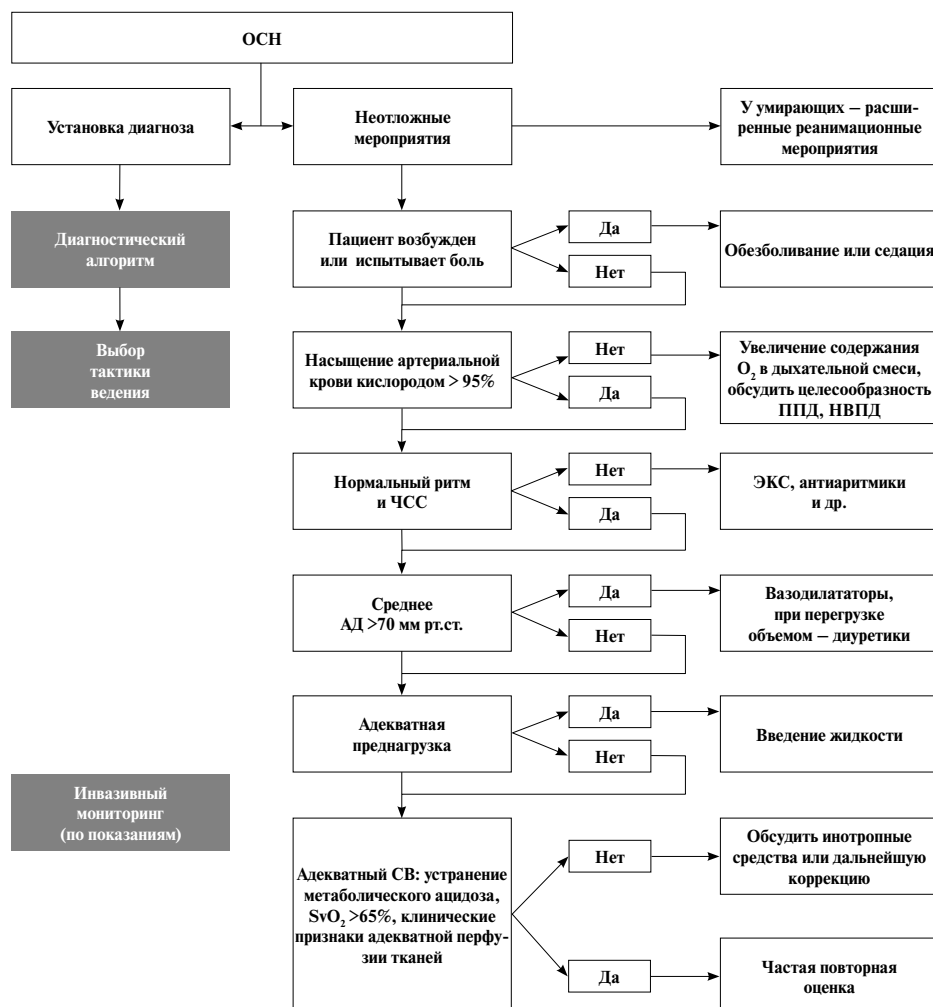 ОСН
Установка диагноза
Неотложные
мероприятия
У умирающих – расши-
ренные реанимационные
мероприятия
Диагностический
алгоритм
Пациент возбужден
или испытывает боль
Да
Нет
Обезболивание или седация
Выбор
тактики
ведения
Насыщение артериальной
крови кислородом > 95%
Нет
Да
Увеличение содержания
O₂ в дыхательной смеси,
обсудить целесообразность
ППД, НВПД
Нормальный ритм
и ЧСС
Нет
Да
ЭКС, антиаритмики
и др.
Среднее
АД >70 мм рт.ст.
Да
Нет
Вазодилататоры,
при перегрузке
объемом – диуретики
Адекватная
преднагрузка
Да
Нет
Введение жидкости
Инвазивный
мониторинг
(по показаниям)
Адекватный СВ: устранение
метаболического ацидоза,
SvO₂ >65%, клинические
признаки адекватной перфу-
зии тканей
Нет
Обсудить инотропные
средства или дальнейшую
коррекцию
Да
Частая повторная
оценка